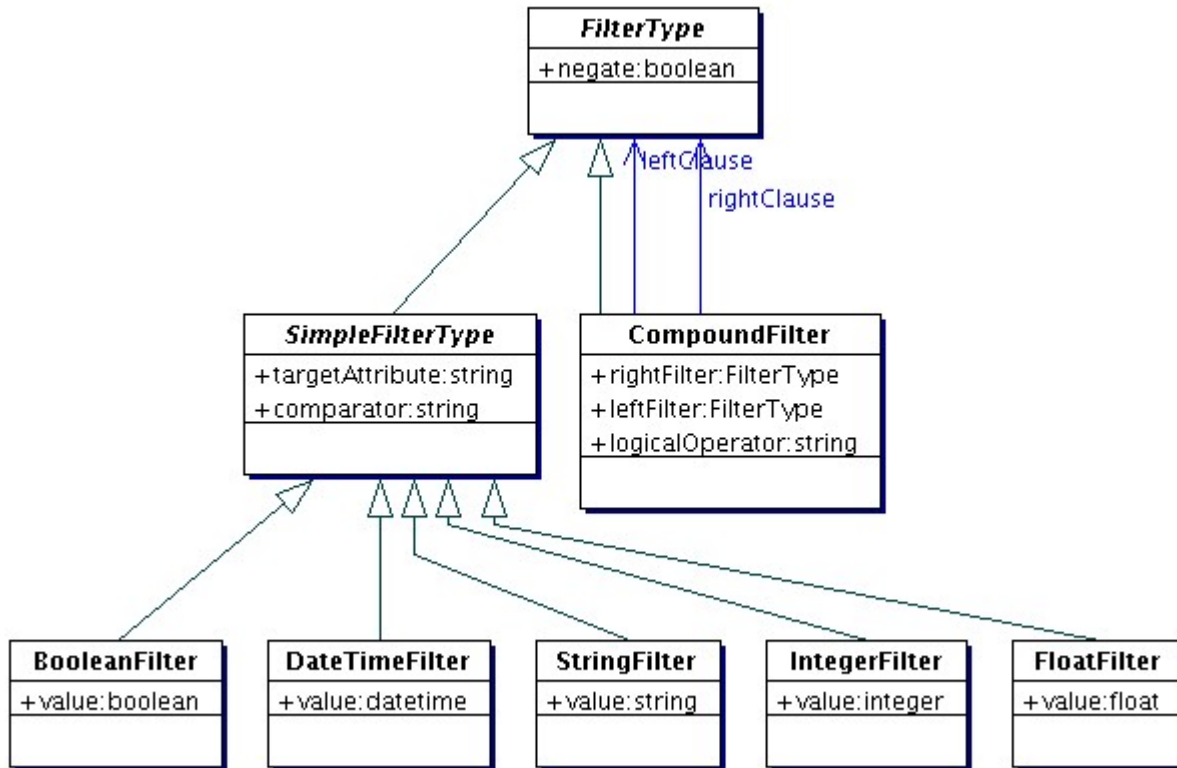 FilterType
+negate:boolean
leftClause
rightClause
SimpleFilterType
+targetAttribute:string
+comparator:string
CompoundFilter
+rightFilter:FilterType
+leftFilter:FilterType
+logicalOperator:string
BooleanFilter
+value:boolean
DateTimeFilter
+value:datetime
StringFilter
+value:string
IntegerFilter
+value:integer
FloatFilter
+value:float